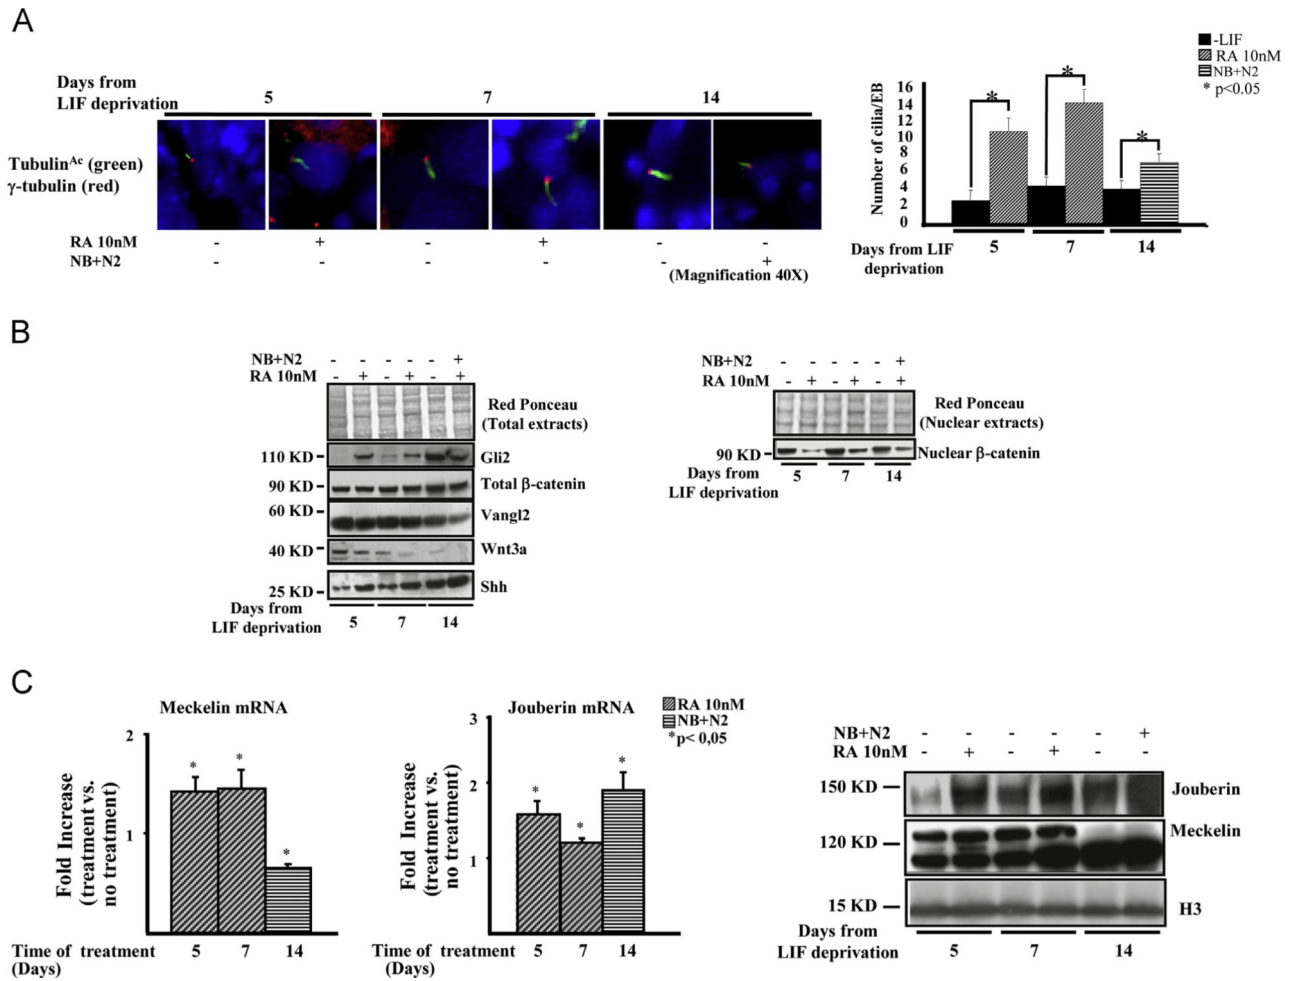 A
Days from
LIF deprivation
5
7
14
Tubulinᴬᶜ (green)
γ-tubulin (red)
RA 10nM
- + - + - -
NB+N2
- - - - - +
(Magnification 40X)
-LIF
RA 10nM
NB+N2
* p<0.05
Number of cilia/EB
16
14
12
10
8
6
4
2
0
* * *
Days from LIF
deprivation
5 7 14
B
NB+N2 - - - - - +
RA 10nM - + - + - +
Red Ponceau
(Total extracts)
110 KD Gli2
90 KD Total β-catenin
60 KD Vangl2
40 KD Wnt3a
25 KD Shh
Days from
LIF deprivation
5 7 14
NB+N2 - - - - - +
RA 10nM - + - + - +
Red Ponceau
(Nuclear extracts)
90 KD Nuclear β-catenin
Days from
LIF deprivation
5 7 14
C
Meckelin mRNA
Fold Increase
(treatment vs.
no treatment)
2
1
* * *
Time of treatment
(Days)
5 7 14
Jouberin mRNA
RA 10nM
NB+N2
*p< 0,05
Fold Increase
(treatment vs.
no treatment)
3
2
1
* * *
Time of treatment
(Days)
5 7 14
NB+N2 - - - - - +
RA 10nM - + - + - -
150 KD Jouberin
120 KD Meckelin
15 KD H3
Days from
LIF deprivation
5 7 14